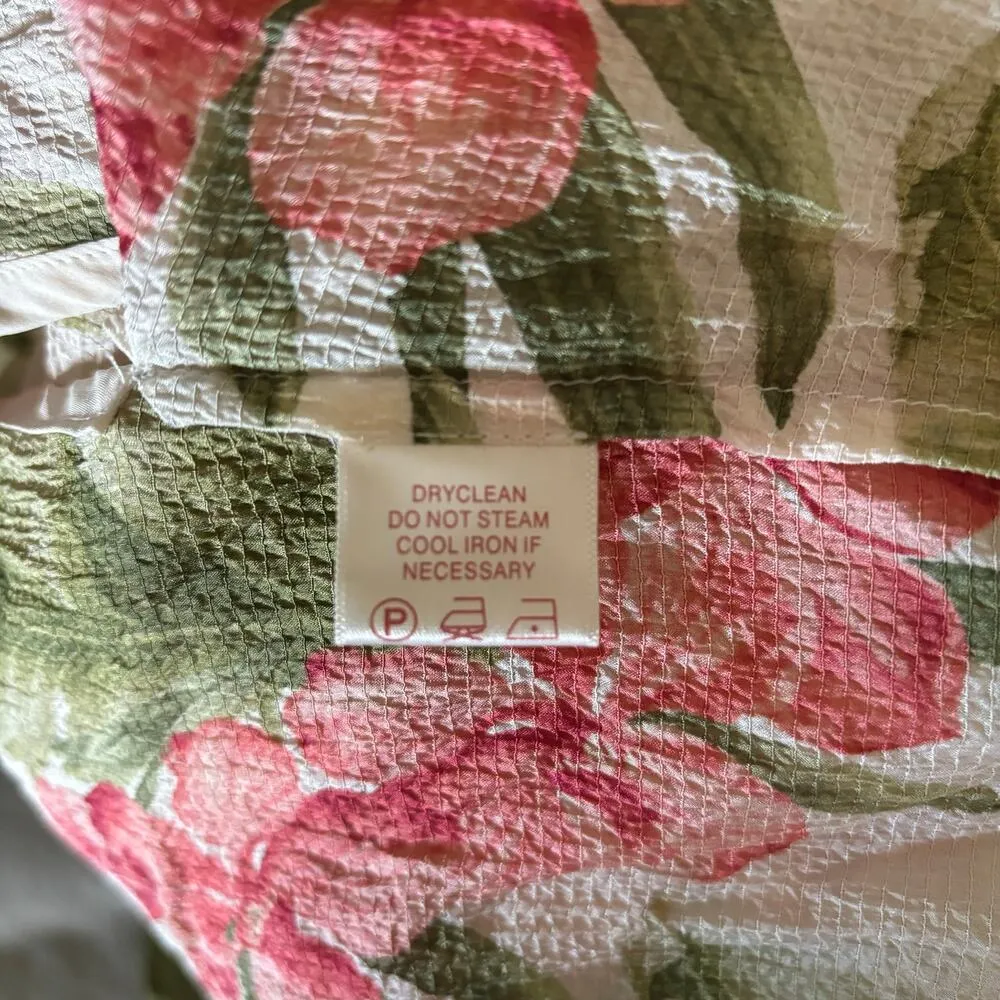 DRYCLEAN
DO NOT STEAM
COOL IRON IF
NECESSARY
P